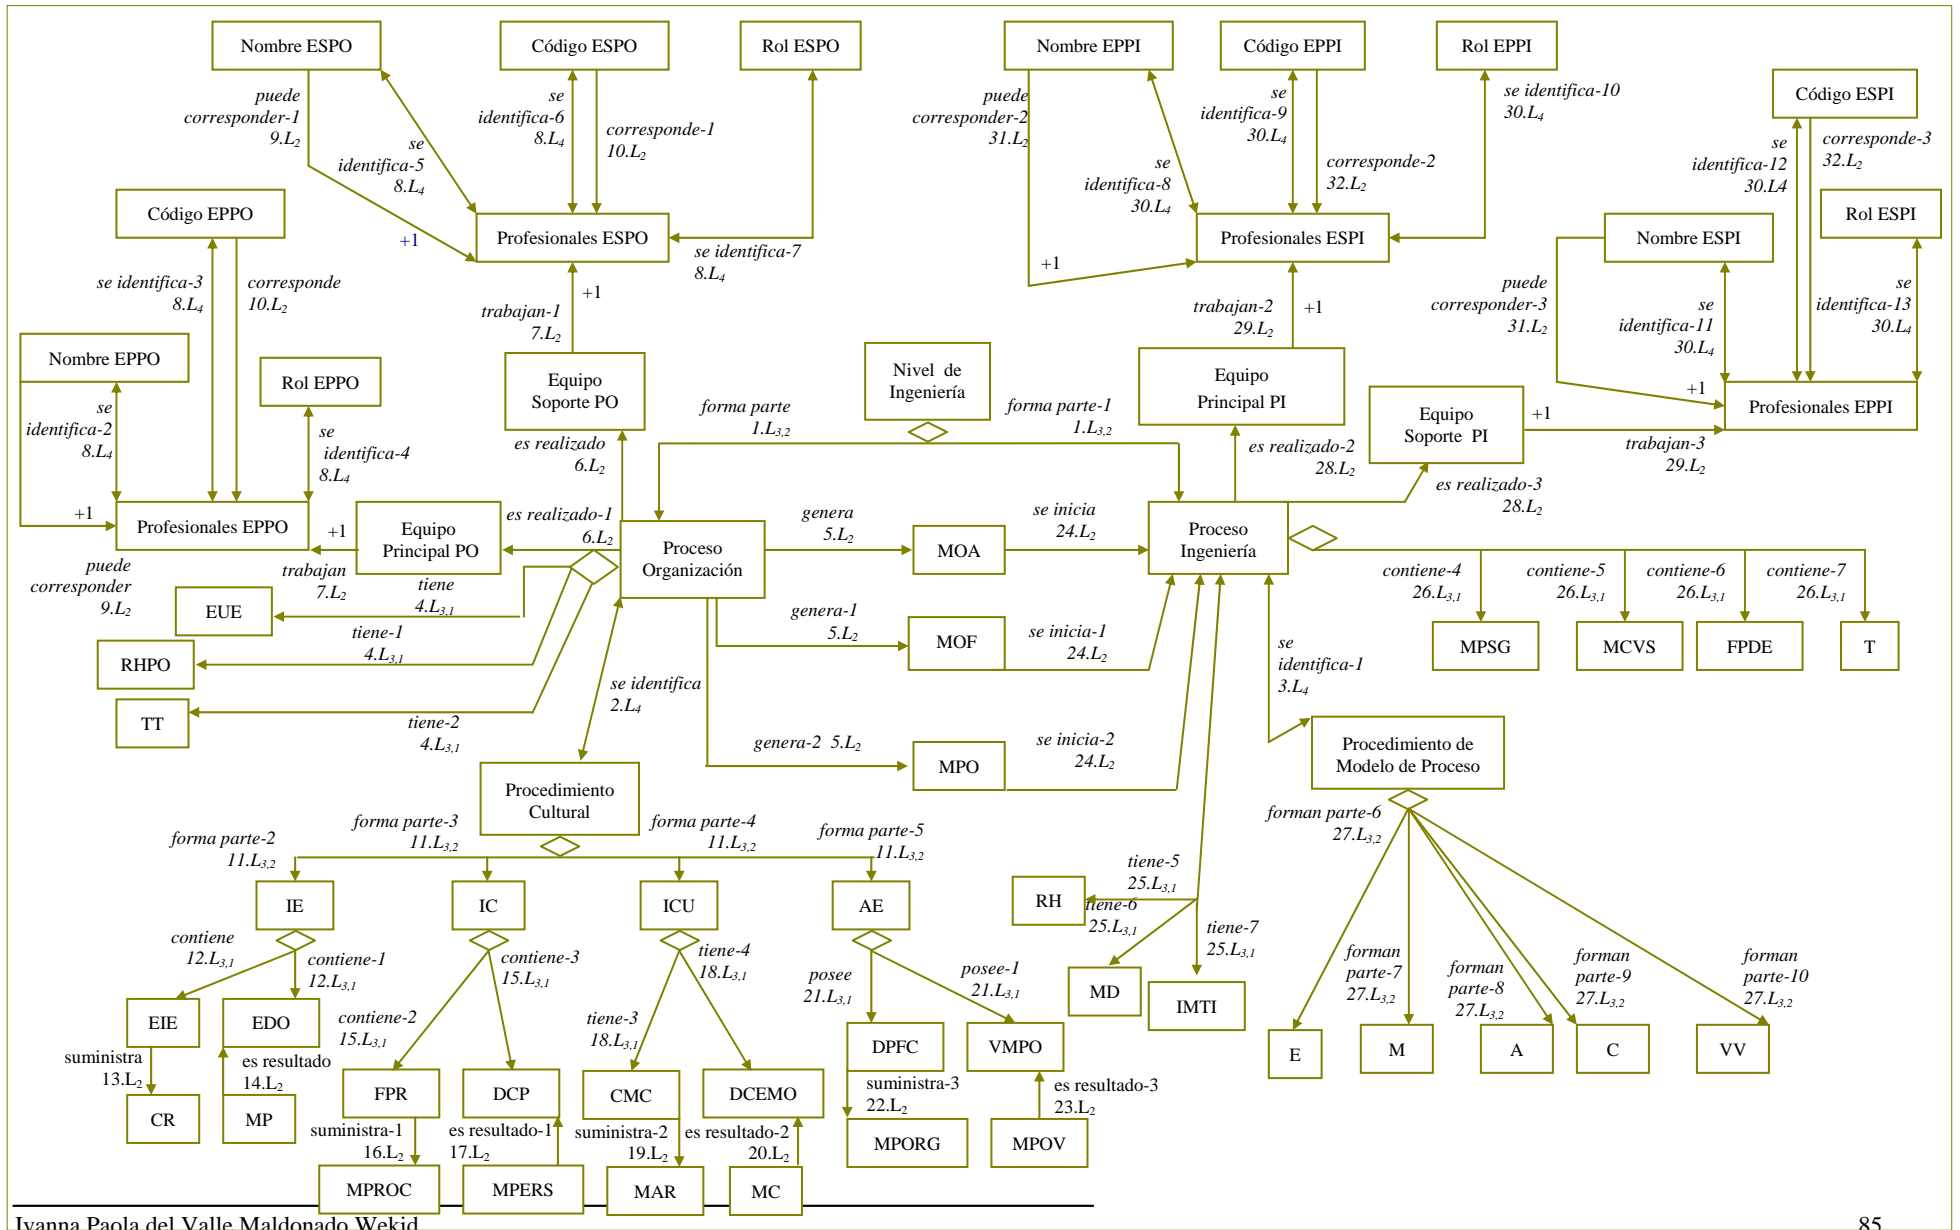 Nombre ESPO
Código ESPO
Rol ESPO
Nombre EPPI
Código EPPI
Rol EPPI
Código ESPI
puede
corresponder-1
9.L2
se
identifica-5
8.L4
se
identifica-6
8.L4
corresponde-1
10.L2
puede
corresponder-2
31.L2
se
identifica-8
30.L4
se
identifica-9
30.L4
corresponde-2
32.L2
se identifica-10
30.L4
se
identifica-12
30.L4
corresponde-3
32.L2
Código EPPO
Profesionales ESPO
+1
se identifica-7
8.L4
Profesionales ESPI
+1
Nombre ESPI
Rol ESPI
se identifica-3
8.L4
corresponde
10.L2
trabajan-1
7.L2
+1
trabajan-2
29.L2
+1
puede
corresponder-3
31.L2
se
identifica-11
30.L4
se
identifica-13
30.L4
Nombre EPPO
Rol EPPO
Equipo
Soporte PO
Nivel de
Ingeniería
Equipo
Principal PI
Equipo
Soporte PI
+1
Profesionales EPPI
+1
trabajan-3
29.L2
se
identifica-2
8.L4
se
identifica-4
8.L4
es realizado
6.L2
forma parte
1.L3,2
forma parte-1
1.L3,2
es realizado-2
28.L2
es realizado-3
28.L2
+1
Profesionales EPPO
+1
Equipo
Principal PO
es realizado-1
6.L2
Proceso
Organización
genera
5.L2
MOA
se inicia
24.L2
Proceso
Ingeniería
puede
corresponder
9.L2
trabajan
7.L2
tiene
4.L3,1
EUE
tiene-1
4.L3,1
RHPO
TT
tiene-2
4.L3,1
genera-1
5.L2
MOF
se inicia-1
24.L2
contiene-4
26.L3,1
contiene-5
26.L3,1
contiene-6
26.L3,1
contiene-7
26.L3,1
MPSG
MCVS
FPDE
T
se identifica
2.L4
se
identifica-1
3.L4
genera-2 5.L2
MPO
se inicia-2
24.L2
Procedimiento de
Modelo de Proceso
Procedimiento
Cultural
forma parte-2
11.L3,2
forma parte-3
11.L3,2
forma parte-4
11.L3,2
forma parte-5
11.L3,2
forman parte-6
27.L3,2
IE
IC
ICU
AE
RH
tiene-5
25.L3,1
tiene-6
25.L3,1
tiene-7
25.L3,1
MD
IMTI
contiene
12.L3,1
contiene-1
12.L3,1
contiene-2
15.L3,1
contiene-3
15.L3,1
tiene-3
18.L3,1
tiene-4
18.L3,1
posee
21.L3,1
posee-1
21.L3,1
forman
parte-7
27.L3,2
forman
parte-8
27.L3,2
forman
parte-9
27.L3,2
forman
parte-10
27.L3,2
EIE
EDO
DPFC
VMPO
E
M
A
C
VV
suministra
13.L2
es resultado
14.L2
FPR
DCP
CMC
DCEMO
suministra-3
22.L2
es resultado-3
23.L2
CR
MP
suministra-1
16.L2
es resultado-1
17.L2
suministra-2
19.L2
es resultado-2
20.L2
MPORG
MPOV
MPROC
MPERS
MAR
MC
Ivanna Paola del Valle Maldonado Wekid
85